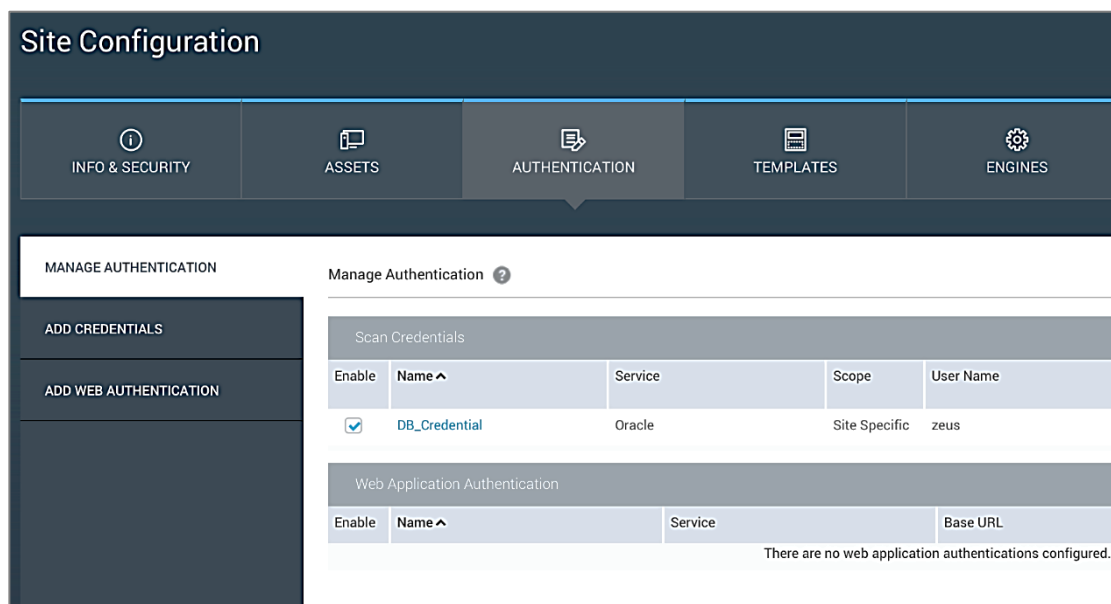 Site Configuration
INFO & SECURITY ASSETS AUTHENTICATION TEMPLATES ENGINES
MANAGE AUTHENTICATION
ADD CREDENTIALS
ADD WEB AUTHENTICATION
Manage Authentication ?
Scan Credentials
Enable Name Service Scope User Name
DB_Credential Oracle Site Specific zeus
Web Application Authentication
Enable Name Service Base URL
There are no web application authentications configured.